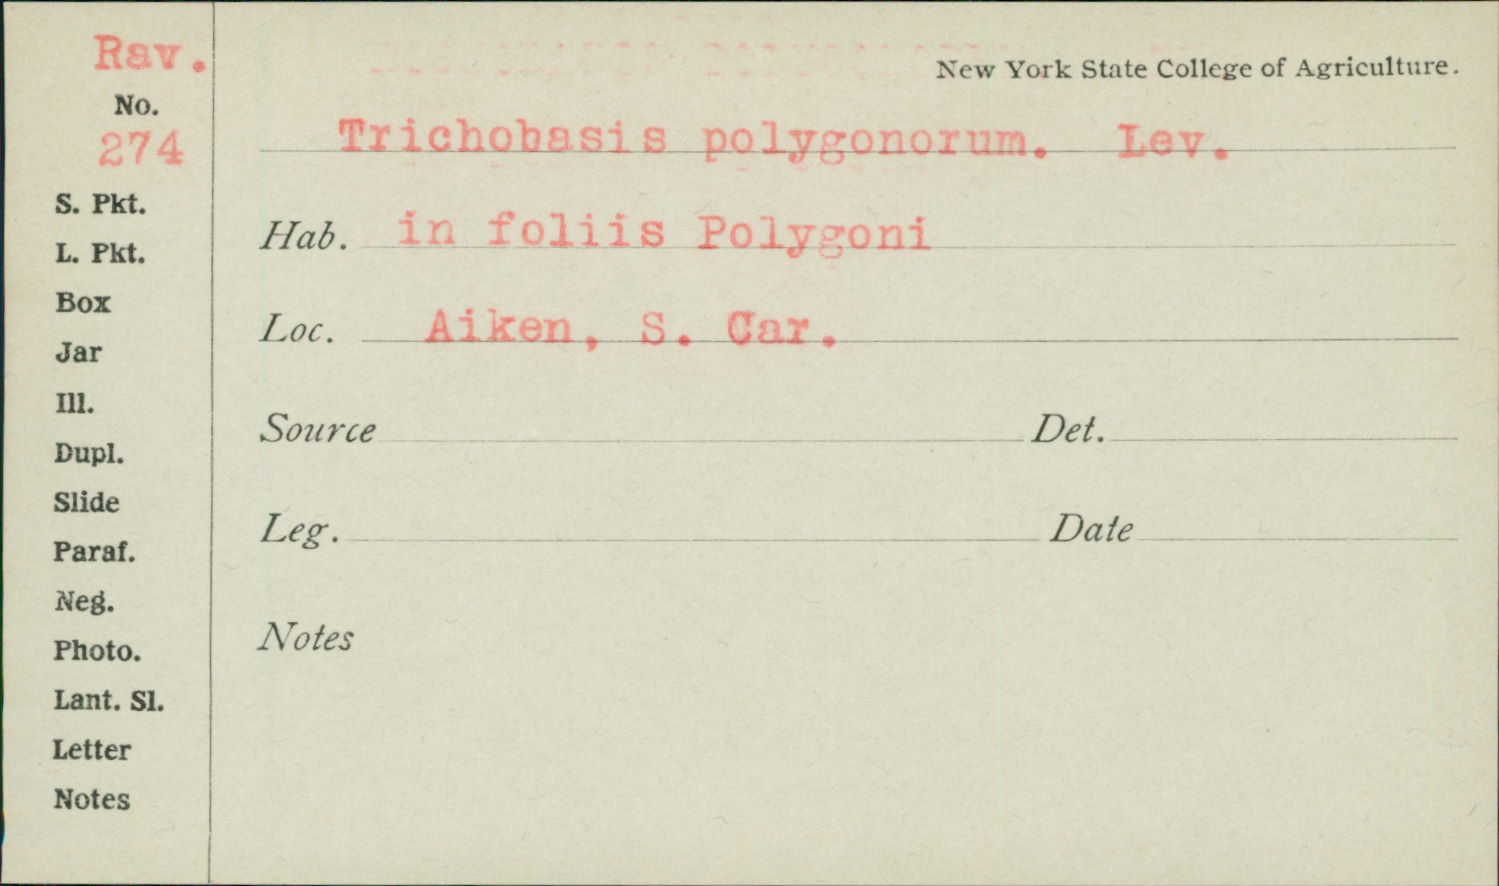 Rav.
No.
274
S. Pkt.
L. Pkt.
Box
Jar
Ill.
Dupl.
Slide
Paraf.
Neg.
Photo.
Lant. Sl.
Letter
Notes
New York State College of Agriculture.
Trichobasis polygonorum. Lev.
Hab. in foliis Polygoni
Loc. Aiken, S. Car.
Source Det.
Leg. Date
Notes